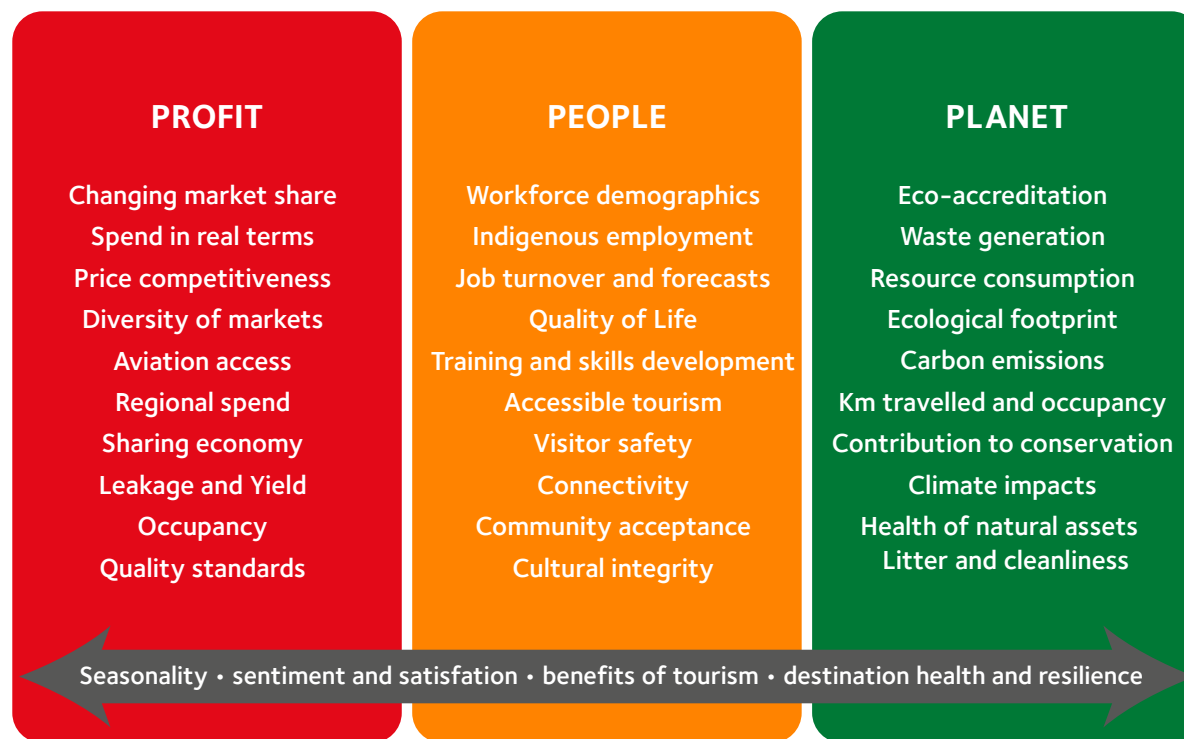 PROFIT
Changing market share
Spend in real terms
Price competitiveness
Diversity of markets
Aviation access
Regional spend
Sharing economy
Leakage and Yield
Occupancy
Quality standards
PEOPLE
Workforce demographics
Indigenous employment
Job turnover and forecasts
Quality of Life
Training and skills development
Accessible tourism
Visitor safety
Connectivity
Community acceptance
Cultural integrity
PLANET
Eco-accreditation
Waste generation
Resource consumption
Ecological footprint
Carbon emissions
Km travelled and occupancy
Contribution to conservation
Climate impacts
Health of natural assets
Litter and cleanliness
Seasonality • sentiment and satisfation • benefits of tourism • destination health and resilience